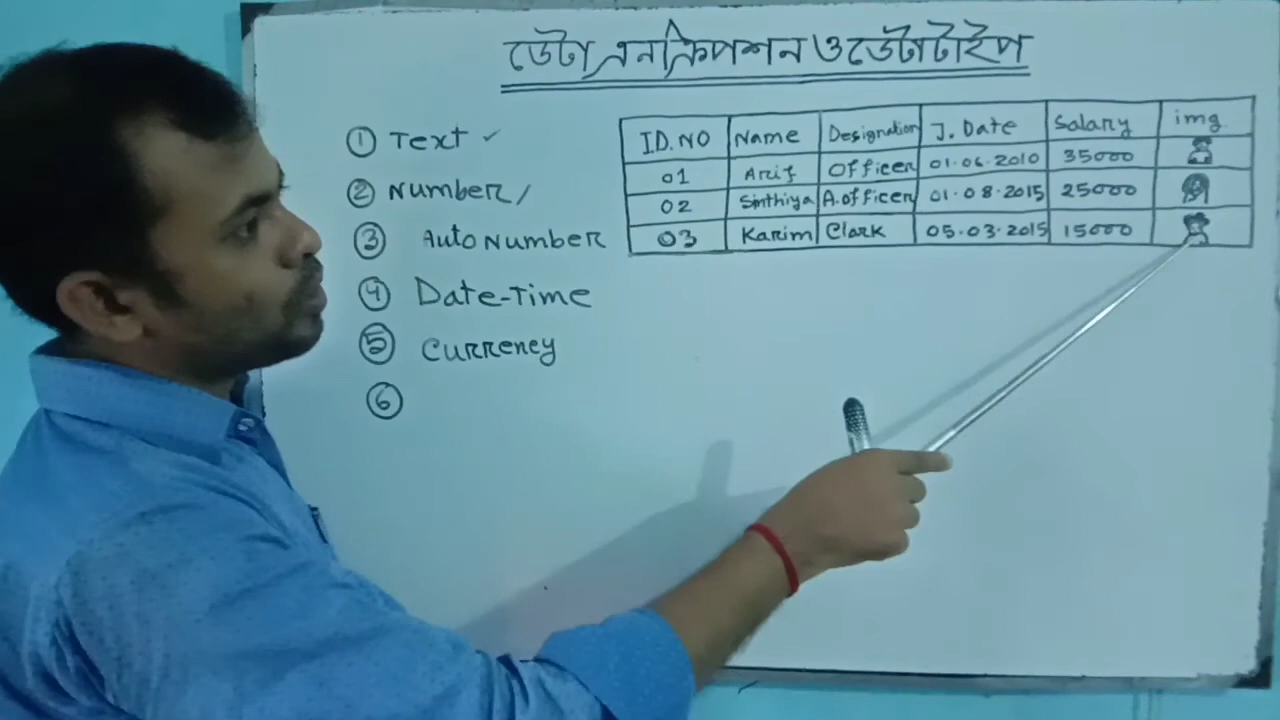 ডেটা এনক্রিপশন ও ডেটা টাইপ
① Text ✓
② Number /
③ Auto Number
④ Date-Time
⑤ Currency
⑥
ID.NO Name Designation J. Date Salary img
01 Arif Officer 01.06.2010 35000
02 Sinthiya A.officer 01.08.2015 25000
03 Karim Clark 05.03.2015 15000